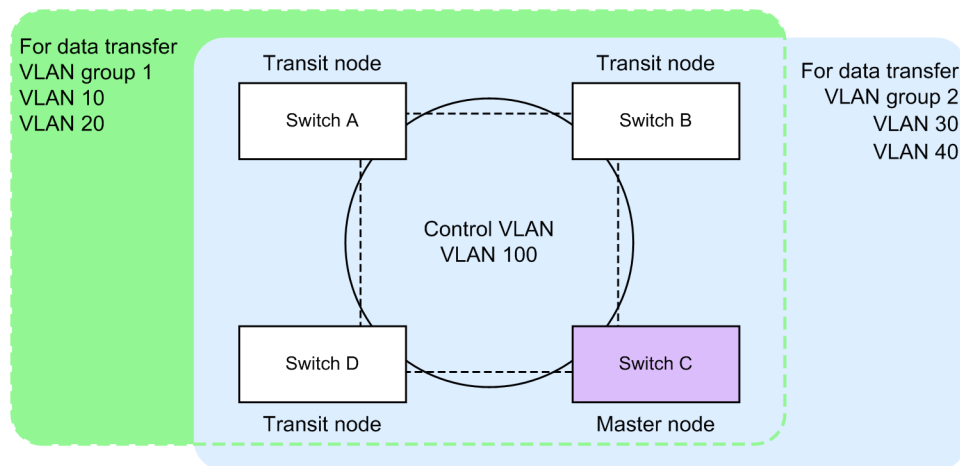 For data transfer
VLAN group 1
VLAN 10
VLAN 20
Transit node
Transit node
For data transfer
VLAN group 2
VLAN 30
VLAN 40
Switch A
Switch B
Control VLAN
VLAN 100
Switch D
Switch C
Transit node
Master node